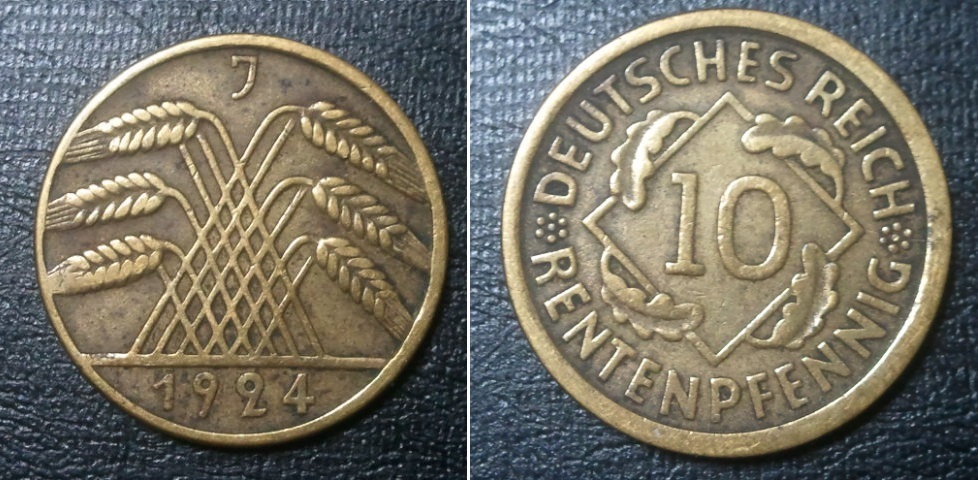 J
1924
DEUTSCHES REICH
10
RENTENPFENNIG